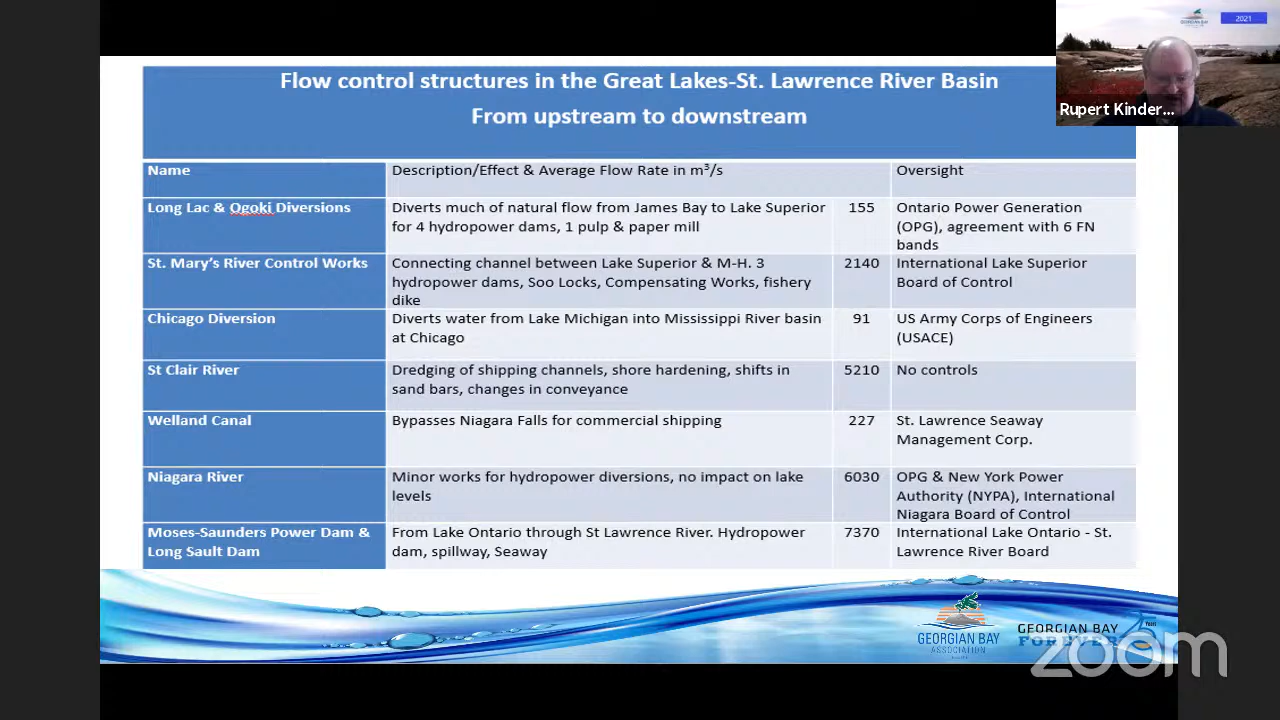 Flow control structures in the Great Lakes-St. Lawrence River Basin
From upstream to downstream
Name
Description/Effect & Average Flow Rate in m³/s
Oversight
Long Lac & Ogoki Diversions
Diverts much of natural flow from James Bay to Lake Superior
for 4 hydropower dams, 1 pulp & paper mill
155
Ontario Power Generation
(OPG), agreement with 6 FN
bands
St. Mary's River Control Works
Connecting channel between Lake Superior & M-H. 3
hydropower dams, Soo Locks, Compensating Works, fishery
dike
2140
International Lake Superior
Board of Control
Chicago Diversion
Diverts water from Lake Michigan into Mississippi River basin
at Chicago
91
US Army Corps of Engineers
(USACE)
St Clair River
Dredging of shipping channels, shore hardening, shifts in
sand bars, changes in conveyance
5210
No controls
Welland Canal
Bypasses Niagara Falls for commercial shipping
227
St. Lawrence Seaway
Management Corp.
Niagara River
Minor works for hydropower diversions, no impact on lake
levels
6030
OPG & New York Power
Authority (NYPA), International
Niagara Board of Control
Moses-Saunders Power Dam &
Long Sault Dam
From Lake Ontario through St Lawrence River. Hydropower
dam, spillway, Seaway
7370
International Lake Ontario - St.
Lawrence River Board
GEORGIAN BAY
2021
Rupert Kinder...
GEORGIAN BAY
ASSOCIATION
GEORGIAN BAY
FOREVER
25
Years
zoom